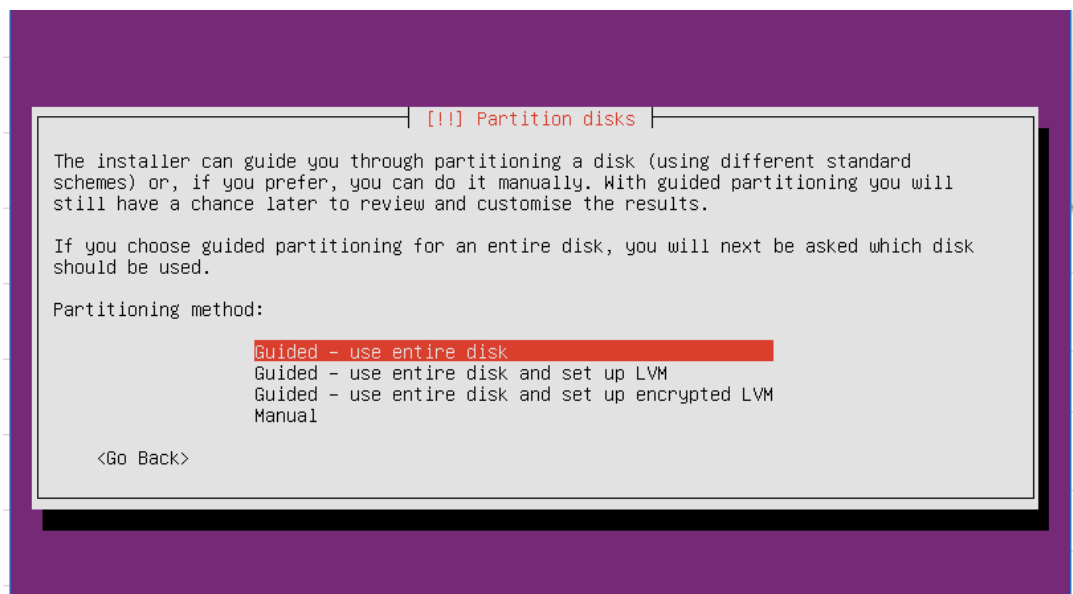 [!!] Partition disks
The installer can guide you through partitioning a disk (using different standard
schemes) or, if you prefer, you can do it manually. With guided partitioning you will
still have a chance later to review and customise the results.
If you choose guided partitioning for an entire disk, you will next be asked which disk
should be used.
Partitioning method:
Guided – use entire disk
Guided – use entire disk and set up LVM
Guided – use entire disk and set up encrypted LVM
Manual
<Go Back>